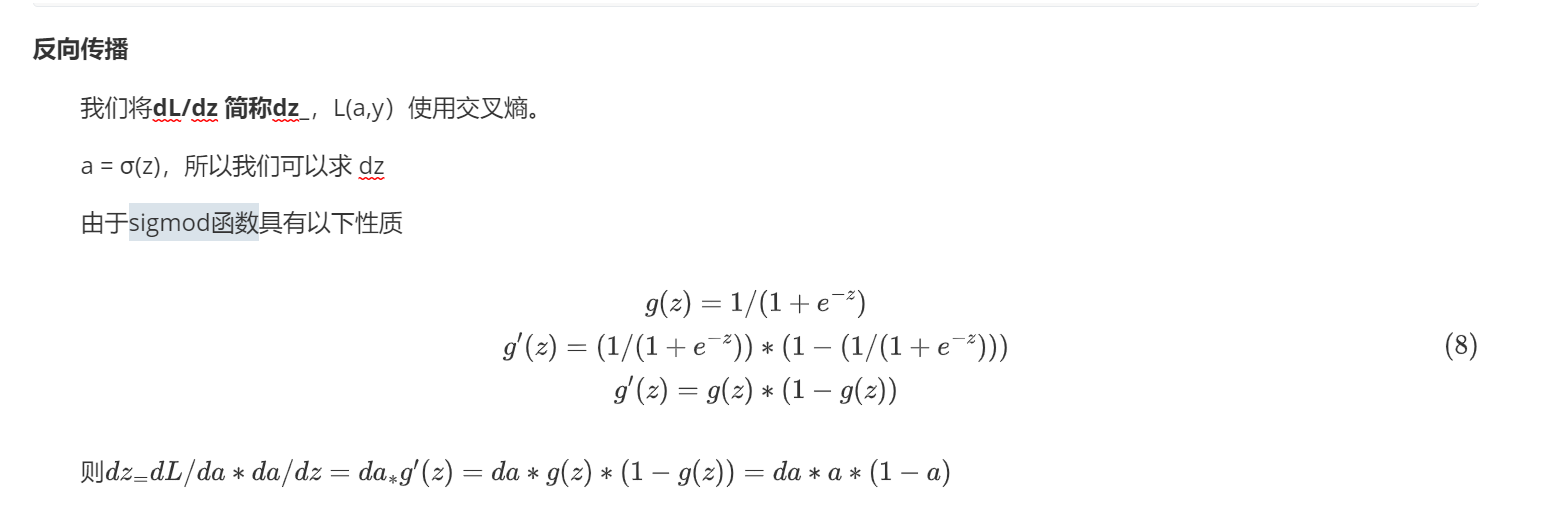 反向传播
我们将dL/dz 简称dz_，L(a,y）使用交叉熵。
a = σ(z)，所以我们可以求 dz
由于sigmod函数具有以下性质
g(z) = 1/(1 + e^{-z})
g′(z) = (1/(1 + e^{-z})) ∗ (1 − (1/(1 + e^{-z}))) (8)
g′(z) = g(z) ∗ (1 − g(z))
则dz_=dL/da ∗ da/dz = da_∗g′(z) = da ∗ g(z) ∗ (1 − g(z)) = da ∗ a ∗ (1 − a)